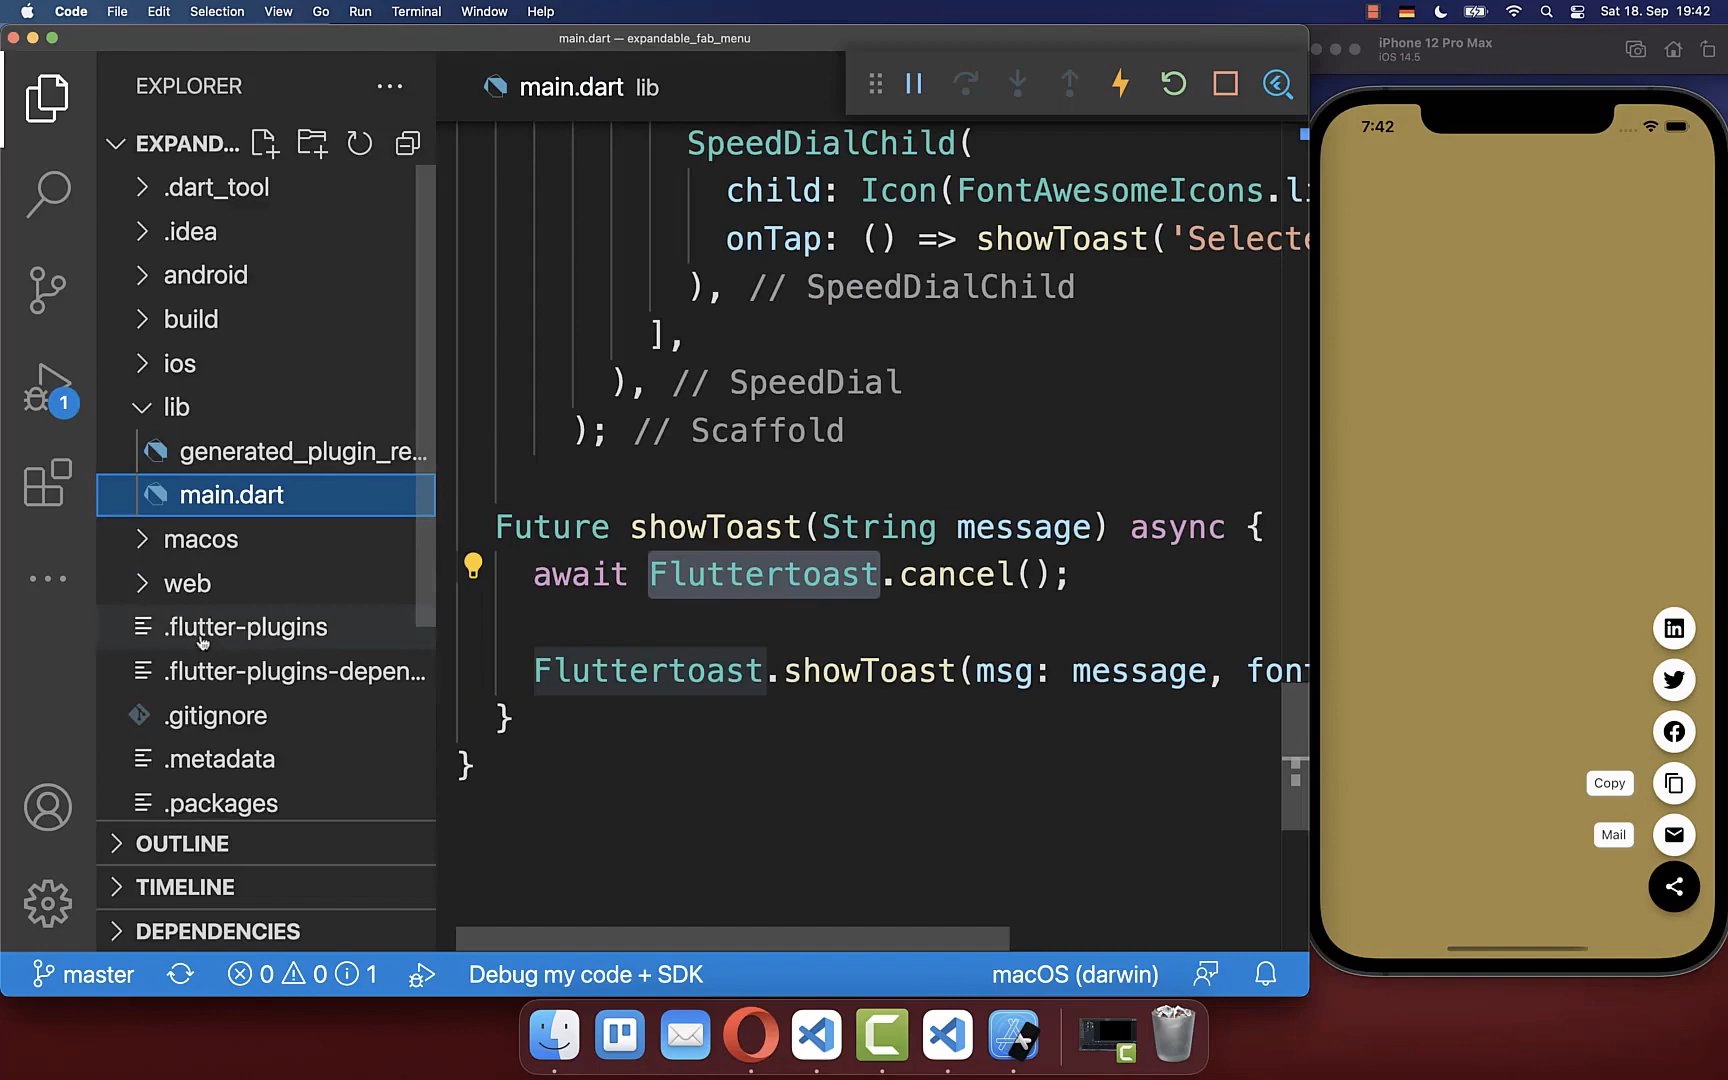 Code File Edit Selection View Go Run Terminal Window Help Sat 18. Sep 19:42
main.dart — expandable_fab_menu
iPhone 12 Pro Max
iOS 14.5
EXPLORER
main.dart lib
EXPAND...
.dart_tool
.idea
android
build
ios
lib
generated_plugin_re...
main.dart
macos
web
.flutter-plugins
.flutter-plugins-depen...
.gitignore
.metadata
.packages
OUTLINE
TIMELINE
DEPENDENCIES
1
SpeedDialChild(
child: Icon(FontAwesomeIcons.li
onTap: () => showToast('Selecte
), // SpeedDialChild
],
), // SpeedDial
); // Scaffold
Future showToast(String message) async {
await Fluttertoast.cancel();
Fluttertoast.showToast(msg: message, fon
}
}
7:42
Copy
Mail
master 0 0 1 Debug my code + SDK macOS (darwin)